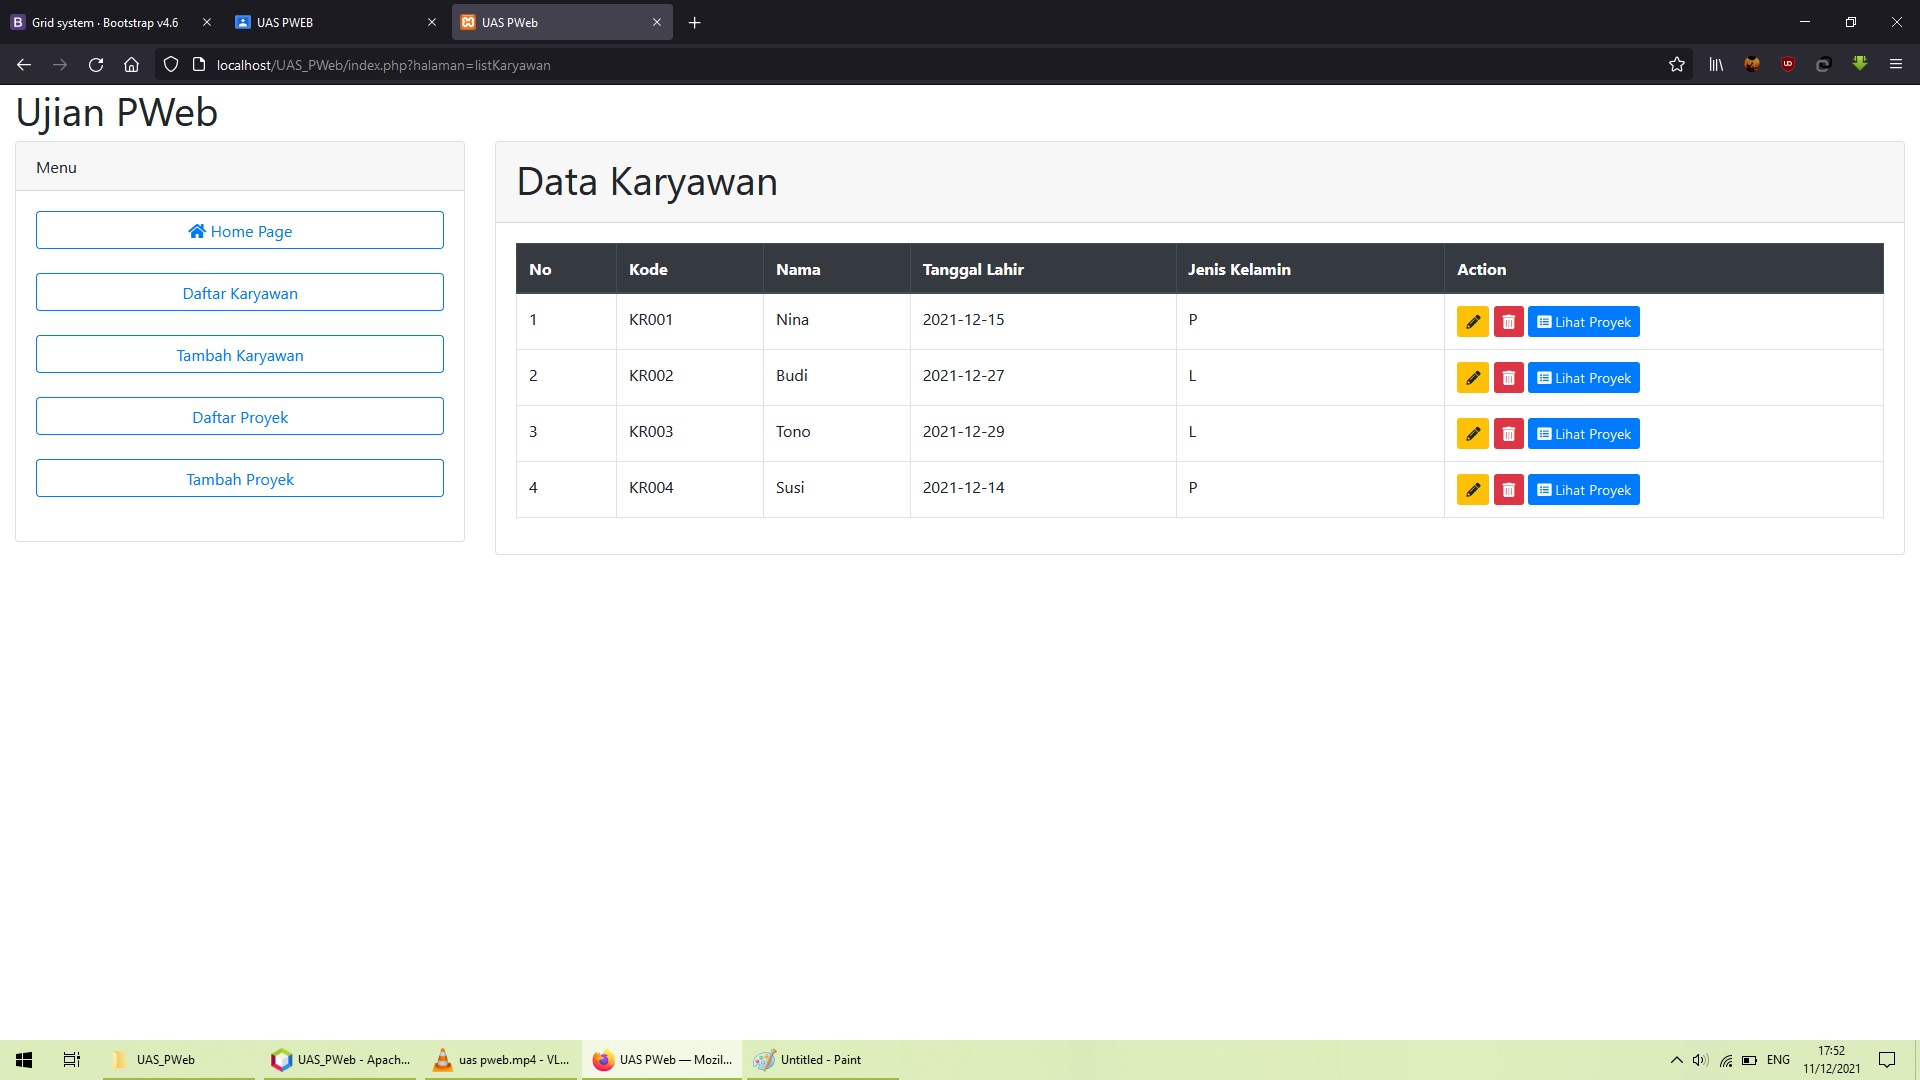 Grid system · Bootstrap v4.6
UAS PWEB
UAS PWeb
localhost/UAS_PWeb/index.php?halaman=listKaryawan
Ujian PWeb
Menu
Home Page
Daftar Karyawan
Tambah Karyawan
Daftar Proyek
Tambah Proyek
Data Karyawan
No Kode Nama Tanggal Lahir Jenis Kelamin Action
1 KR001 Nina 2021-12-15 P Lihat Proyek
2 KR002 Budi 2021-12-27 L Lihat Proyek
3 KR003 Tono 2021-12-29 L Lihat Proyek
4 KR004 Susi 2021-12-14 P Lihat Proyek
UAS_PWeb
UAS_PWeb - Apach...
uas pweb.mp4 - VL...
UAS PWeb — Mozil...
Untitled - Paint
ENG
17:52
11/12/2021